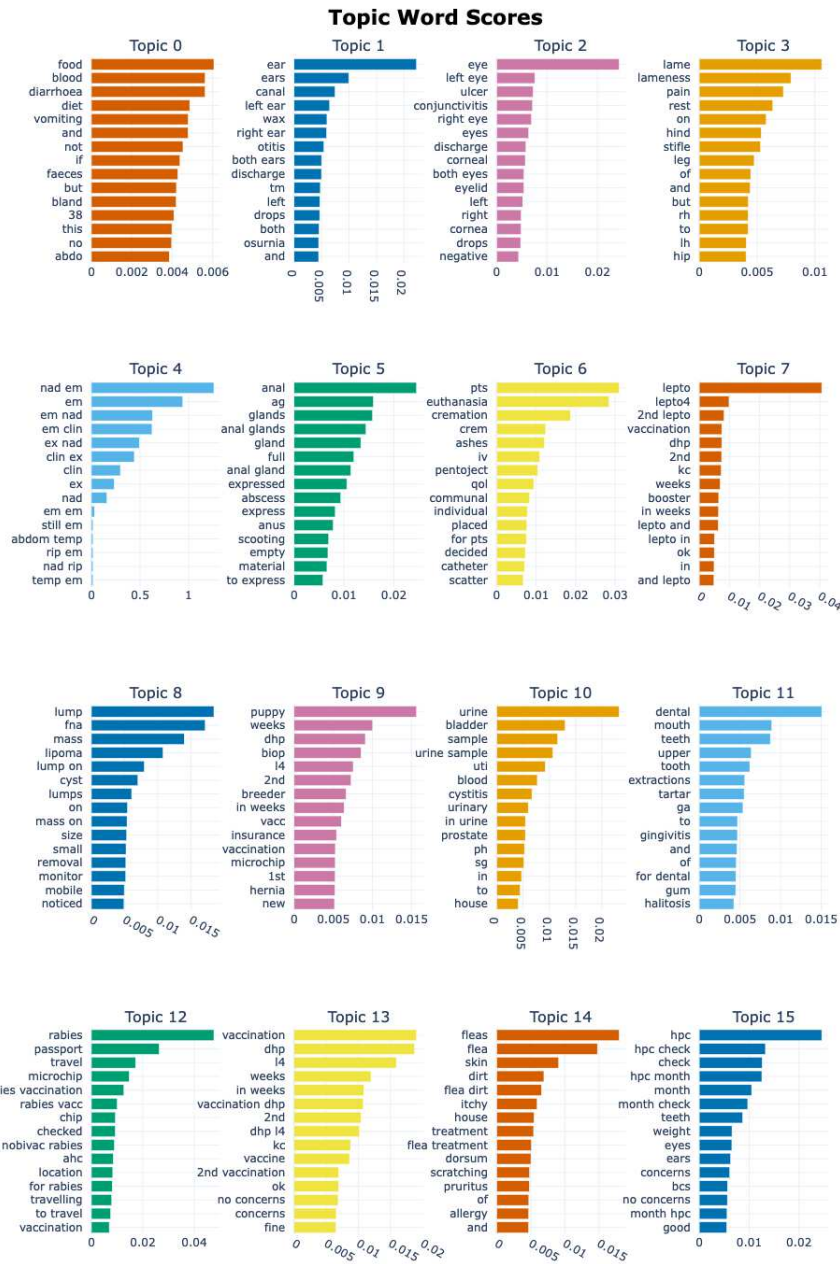 Topic Word Scores
Topic 0
food
blood
diarrhoea
diet
vomiting
and
not
if
faeces
but
bland
38
this
no
abdo
0 0.002 0.004 0.006
Topic 1
ear
ears
canal
left ear
wax
right ear
otitis
both ears
discharge
tm
left
drops
both
osurnia
and
0 0.005 0.01 0.015 0.02
Topic 2
eye
left eye
ulcer
conjunctivitis
right eye
eyes
discharge
corneal
both eyes
eyelid
left
right
cornea
drops
negative
0 0.01 0.02
Topic 3
lame
lameness
pain
rest
on
hind
stifle
leg
of
and
but
rh
to
lh
hip
0 0.005 0.01
Topic 4
nad em
em
em nad
em clin
ex nad
clin ex
clin
ex
nad
em em
still em
abdom temp
rip em
nad rip
temp em
0 0.5 1
Topic 5
anal
ag
glands
anal glands
gland
full
anal gland
expressed
abscess
express
anus
scooting
empty
material
to express
0 0.01 0.02
Topic 6
pts
euthanasia
cremation
crem
ashes
iv
pentoject
qol
communal
individual
placed
for pts
decided
catheter
scatter
0 0.01 0.02 0.03
Topic 7
lepto
lepto4
2nd lepto
vaccination
dhp
2nd
kc
weeks
booster
in weeks
lepto and
lepto in
ok
in
and lepto
0 0.01 0.02 0.03 0.04
Topic 8
lump
fna
mass
lipoma
lump on
cyst
lumps
on
mass on
size
small
removal
monitor
mobile
noticed
0 0.005 0.01 0.015
Topic 9
puppy
weeks
dhp
biop
l4
2nd
breeder
in weeks
vacc
insurance
vaccination
microchip
1st
hernia
new
0 0.005 0.01 0.015
Topic 10
urine
bladder
sample
urine sample
uti
blood
cystitis
urinary
in urine
prostate
ph
sg
in
to
house
0 0.005 0.01 0.015 0.02
Topic 11
dental
mouth
teeth
upper
tooth
extractions
tartar
ga
to
gingivitis
and
of
for dental
gum
halitosis
0 0.005 0.01 0.015
Topic 12
rabies
passport
travel
microchip
ies vaccination
rabies vacc
chip
checked
nobivac rabies
ahc
location
for rabies
travelling
to travel
vaccination
0 0.02 0.04
Topic 13
vaccination
dhp
l4
weeks
in weeks
vaccination dhp
2nd
dhp l4
kc
vaccine
2nd vaccination
ok
no concerns
concerns
fine
0 0.005 0.01 0.015 0.02
Topic 14
fleas
flea
skin
dirt
flea dirt
itchy
house
treatment
flea treatment
dorsum
scratching
pruritus
of
allergy
and
0 0.005 0.01 0.015
Topic 15
hpc
hpc check
check
hpc month
month
month check
teeth
weight
eyes
ears
concerns
bcs
no concerns
month hpc
good
0 0.01 0.02